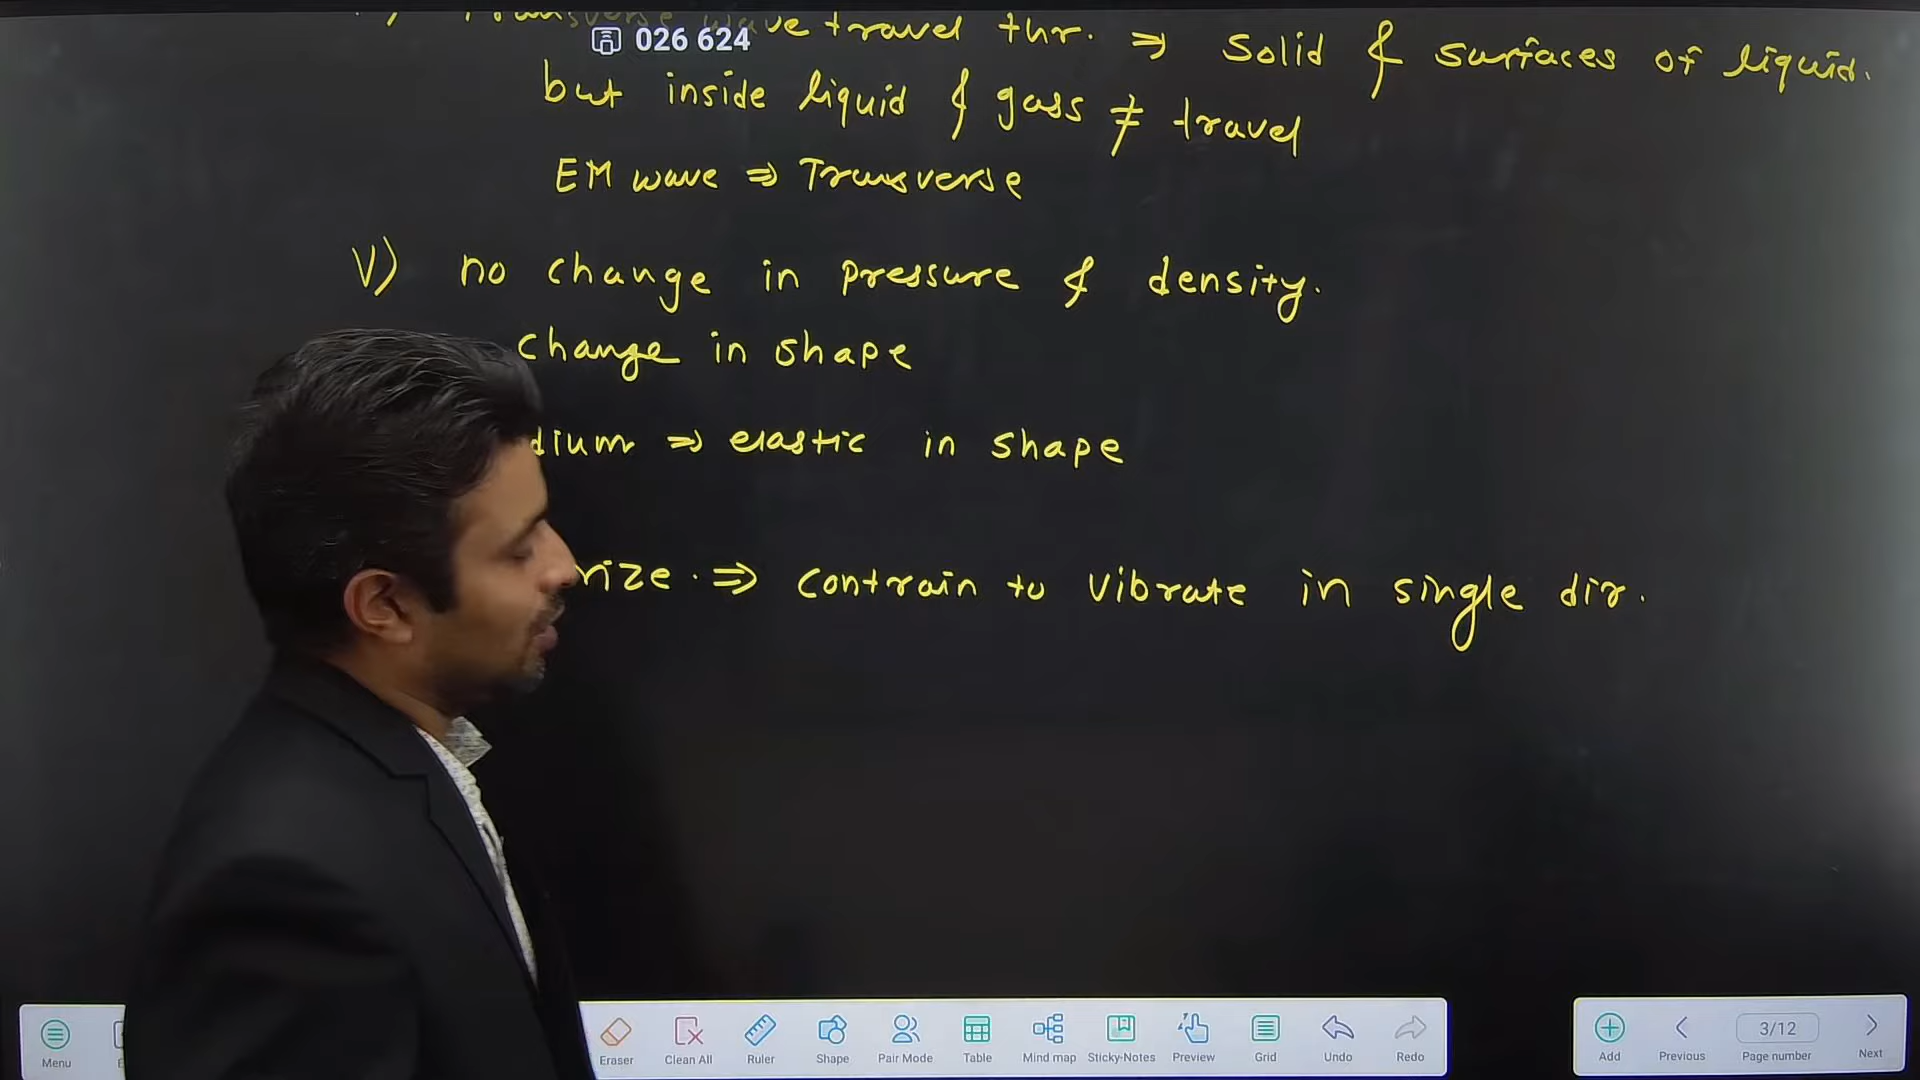 Transverse wave travel thr. ⇒ Solid & surfaces of liquid.
026 624
but inside liquid & gass ≠ travel
EM wave ⇒ Transverse
V) no change in pressure & density.
change in shape
dium ⇒ elastic in shape
rize. ⇒ contrain to vibrate in single dir.
Menu Eraser Clean All Ruler Shape Pair Mode Table Mind map Sticky-Notes Preview Grid Undo Redo Add Previous 3/12 Page number Next